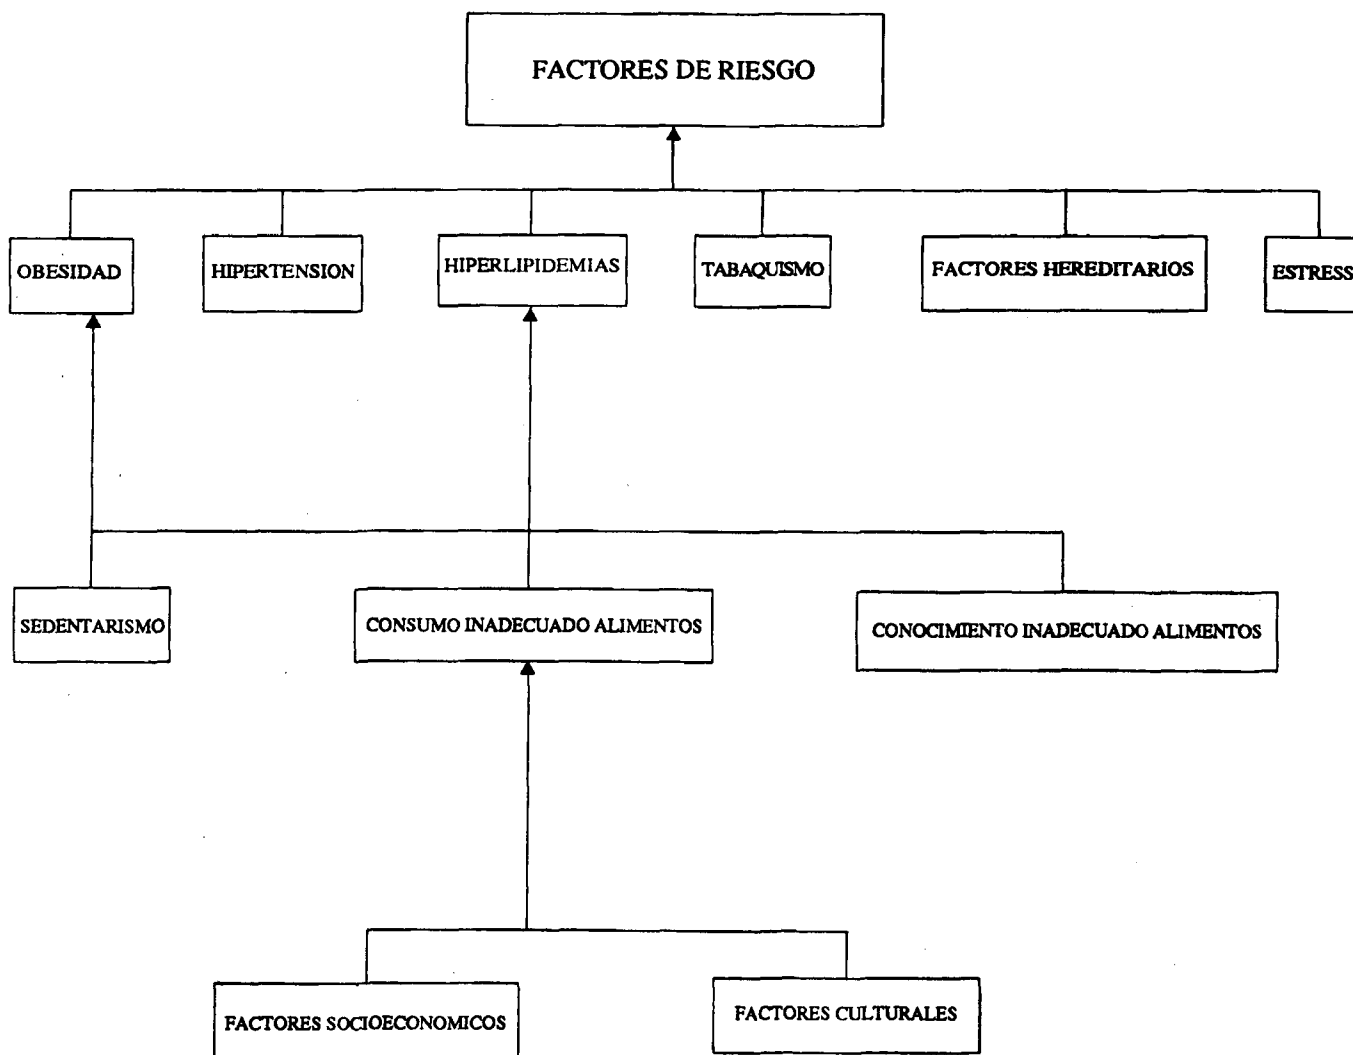 FACTORES DE RIESGO
OBESIDAD
HIPERTENSION
HIPERLIPIDEMIAS
TABAQUISMO
FACTORES HEREDITARIOS
ESTRESS
SEDENTARISMO
CONSUMO INADECUADO ALIMENTOS
CONOCIMIENTO INADECUADO ALIMENTOS
FACTORES SOCIOECONOMICOS
FACTORES CULTURALES